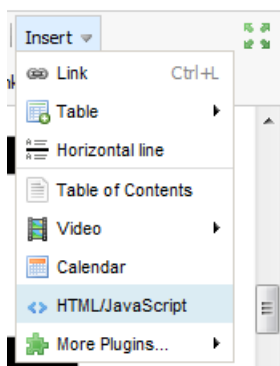 Insert
Link Ctrl+L
Table
Horizontal line
Table of Contents
Video
Calendar
HTML/JavaScript
More Plugins...